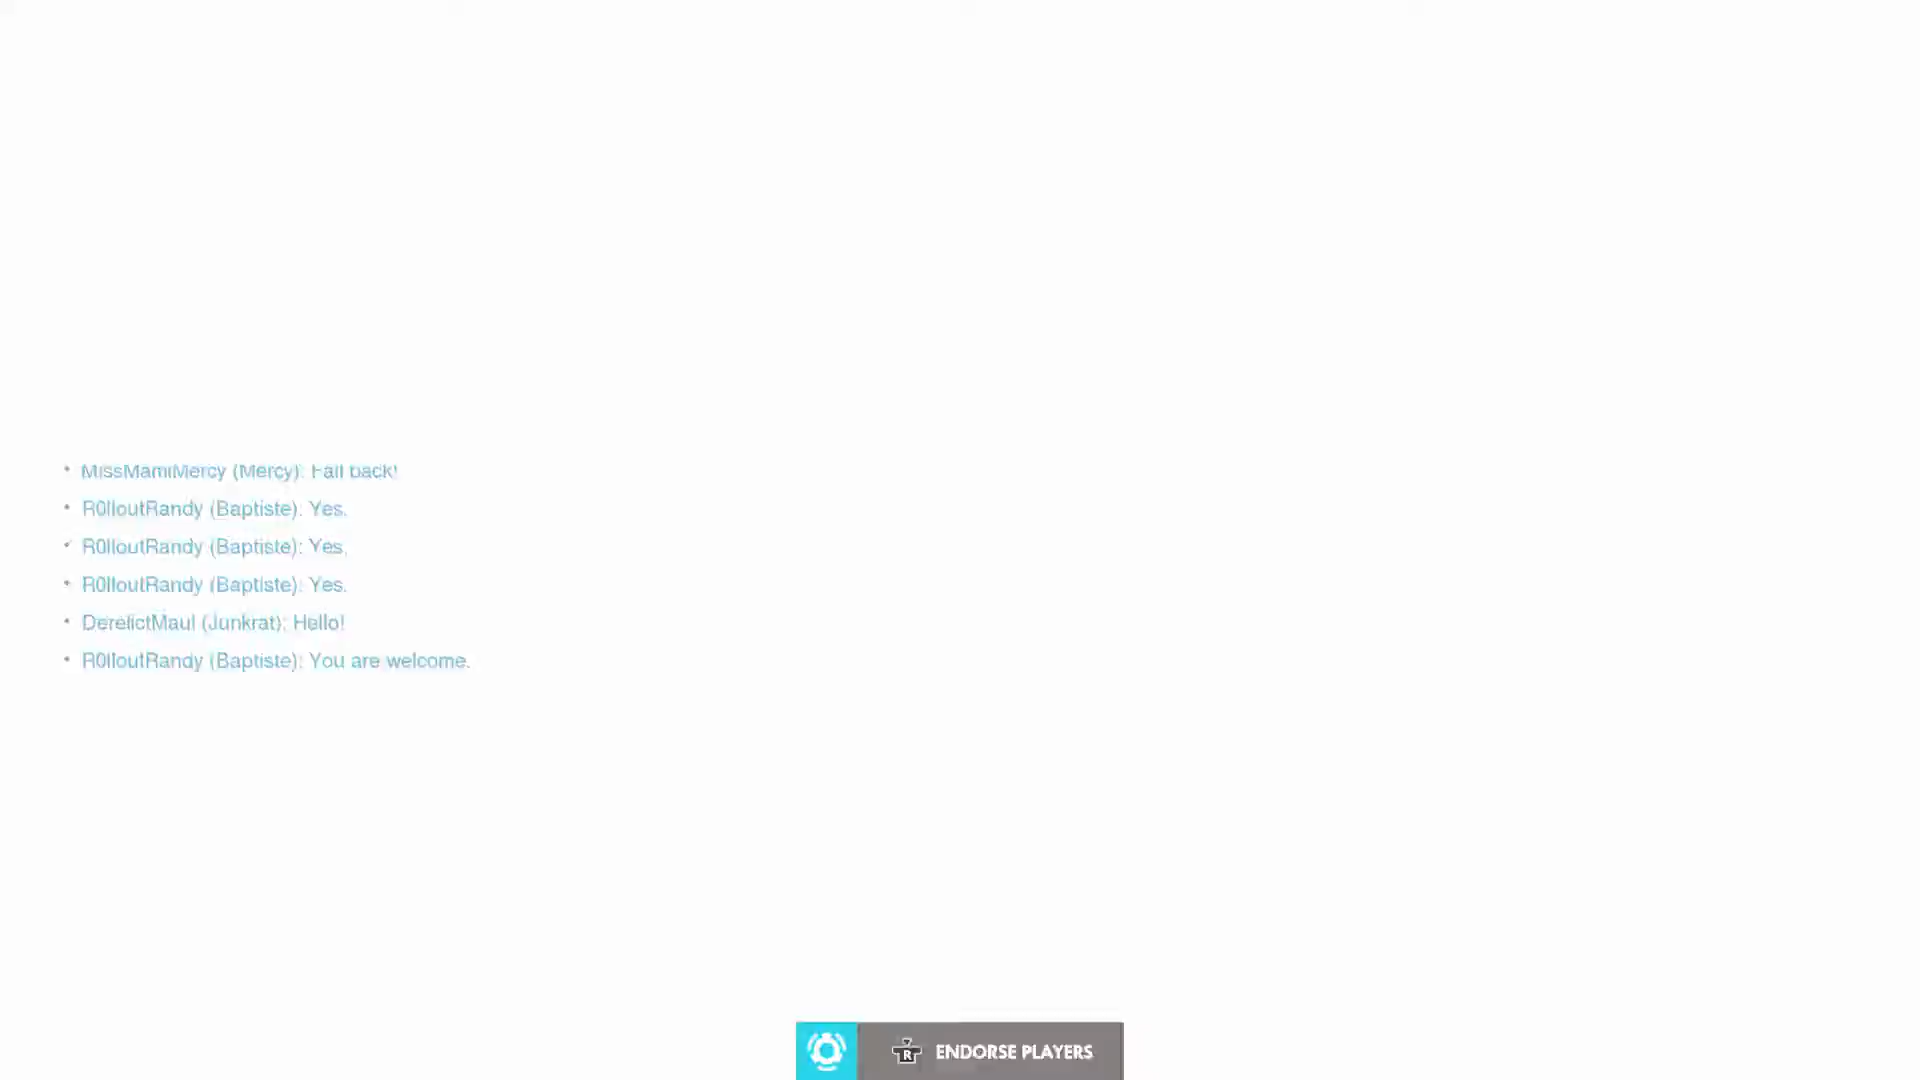 • MissMamiMercy (Mercy): Fall back!
• R0lloutRandy (Baptiste): Yes.
• R0lloutRandy (Baptiste): Yes.
• R0lloutRandy (Baptiste): Yes.
• DerelictMaul (Junkrat): Hello!
• R0lloutRandy (Baptiste): You are welcome.
R ENDORSE PLAYERS